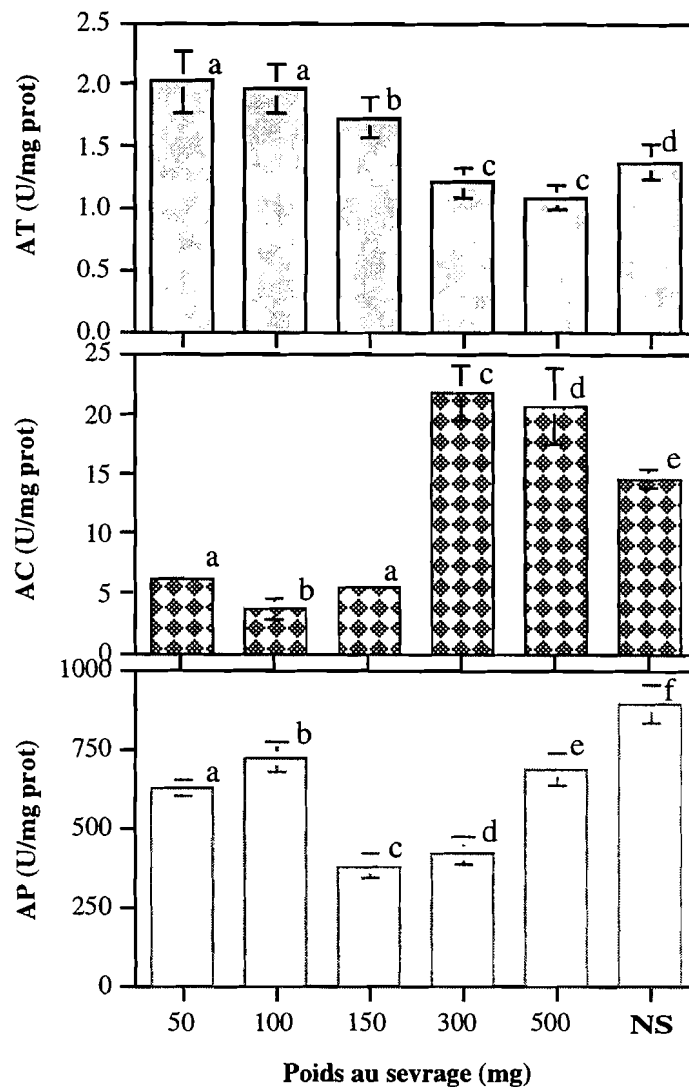 AT (U/mg prot)
2.5
2.0
1.5
1.0
0.5
0.0
a
a
b
c
c
d
AC (U/mg prot)
25
20
15
10
5
0
a
b
a
c
d
e
AP (U/mg prot)
1000
750
500
250
0
a
b
c
d
e
f
50 100 150 300 500 NS
Poids au sevrage (mg)